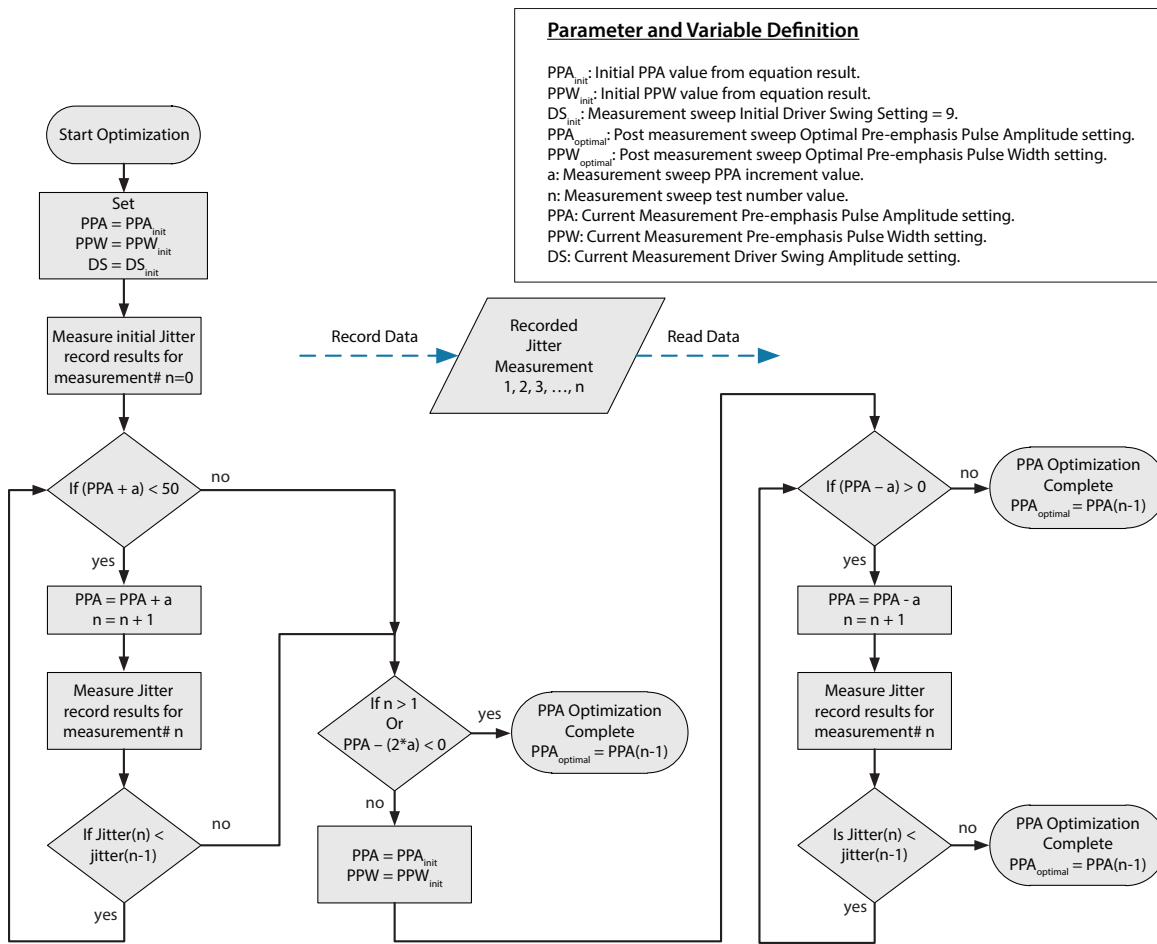 Parameter and Variable Definition
PPAinit: Initial PPA value from equation result.
PPWinit: Initial PPW value from equation result.
DSinit: Measurement sweep Initial Driver Swing Setting = 9.
PPAoptimal: Post measurement sweep Optimal Pre-emphasis Pulse Amplitude setting.
PPWoptimal: Post measurement sweep Optimal Pre-emphasis Pulse Width setting.
a: Measurement sweep PPA increment value.
n: Measurement sweep test number value.
PPA: Current Measurement Pre-emphasis Pulse Amplitude setting.
PPW: Current Measurement Pre-emphasis Pulse Width setting.
DS: Current Measurement Driver Swing Amplitude setting.
Start Optimization
Set
PPA = PPAinit
PPW = PPWinit
DS = DSinit
Measure initial Jitter
record results for
measurement# n=0
Record Data
Recorded
Jitter
Measurement
1, 2, 3, …, n
Read Data
If (PPA + a) < 50
no
yes
PPA = PPA + a
n = n + 1
Measure Jitter
record results for
measurement# n
If Jitter(n) <
jitter(n-1)
no
yes
If n > 1
Or
PPA – (2*a) < 0
yes
no
PPA Optimization
Complete
PPAoptimal = PPA(n-1)
PPA = PPAinit
PPW = PPWinit
If (PPA – a) > 0
no
yes
PPA Optimization
Complete
PPAoptimal = PPA(n-1)
PPA = PPA - a
n = n + 1
Measure Jitter
record results for
measurement# n
Is Jitter(n) <
jitter(n-1)
no
yes
PPA Optimization
Complete
PPAoptimal = PPA(n-1)